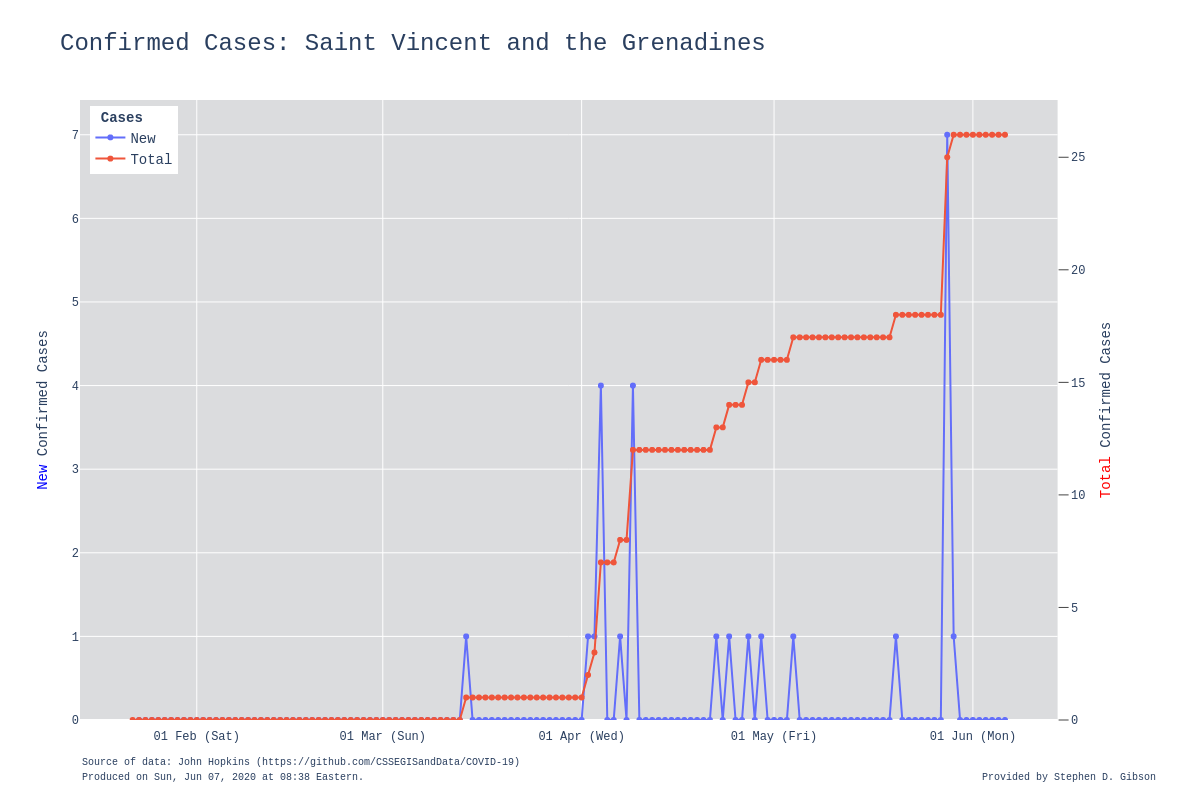 Confirmed Cases: Saint Vincent and the Grenadines
Cases
New
Total
7
6
5
4
3
2
1
0
New Confirmed Cases
25
20
15
10
5
0
Total Confirmed Cases
01 Feb (Sat)
01 Mar (Sun)
01 Apr (Wed)
01 May (Fri)
01 Jun (Mon)
Source of data: John Hopkins (https://github.com/CSSEGISandData/COVID-19)
Produced on Sun, Jun 07, 2020 at 08:38 Eastern.
Provided by Stephen D. Gibson